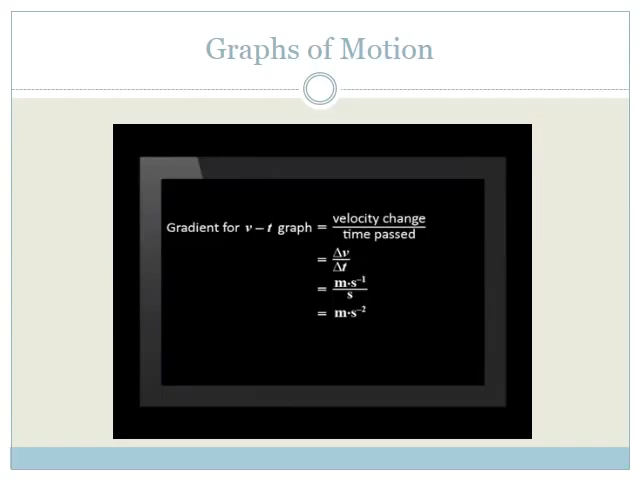 Graphs of Motion
Gradient for v – t graph = velocity change / time passed
= Δv / Δt
= m·s⁻¹ / s
= m·s⁻²